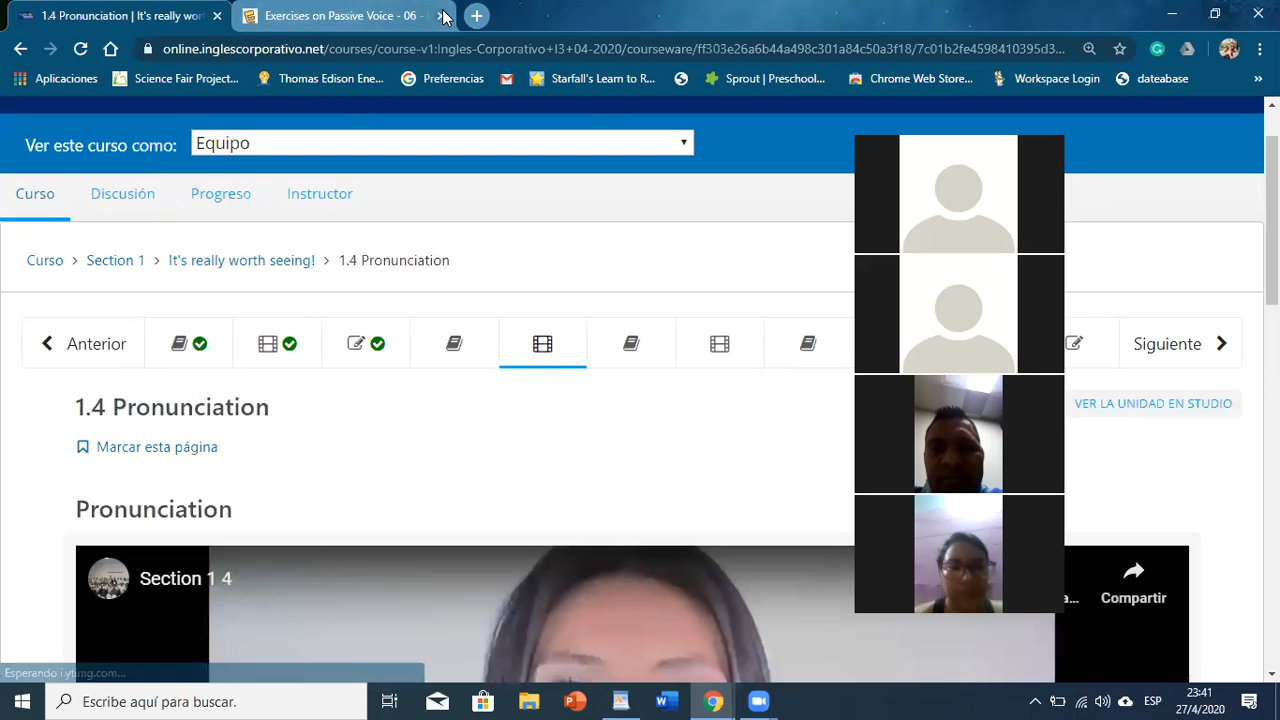 1.4 Pronunciation | It's really wor
Exercises on Passive Voice - 06 -
online.inglescorporativo.net/courses/course-v1:Ingles-Corporativo+I3+04-2020/courseware/ff303e26a6b44a498c301a84c50a3f18/7c01b2fe4598410395d3...
Aplicaciones
Science Fair Project...
Thomas Edison Ene...
Preferencias
Starfall's Learn to R...
Sprout | Preschool...
Chrome Web Store...
Workspace Login
dateabase
»
Ver este curso como:
Equipo
Curso
Discusión
Progreso
Instructor
Curso > Section 1 > It's really worth seeing! > 1.4 Pronunciation
Anterior
Siguiente
1.4 Pronunciation
VER LA UNIDAD EN STUDIO
Marcar esta página
Pronunciation
Section 1 4
a...
Compartir
Esperando i.ytimg.com...
Escribe aquí para buscar.
ESP
23:41
27/4/2020